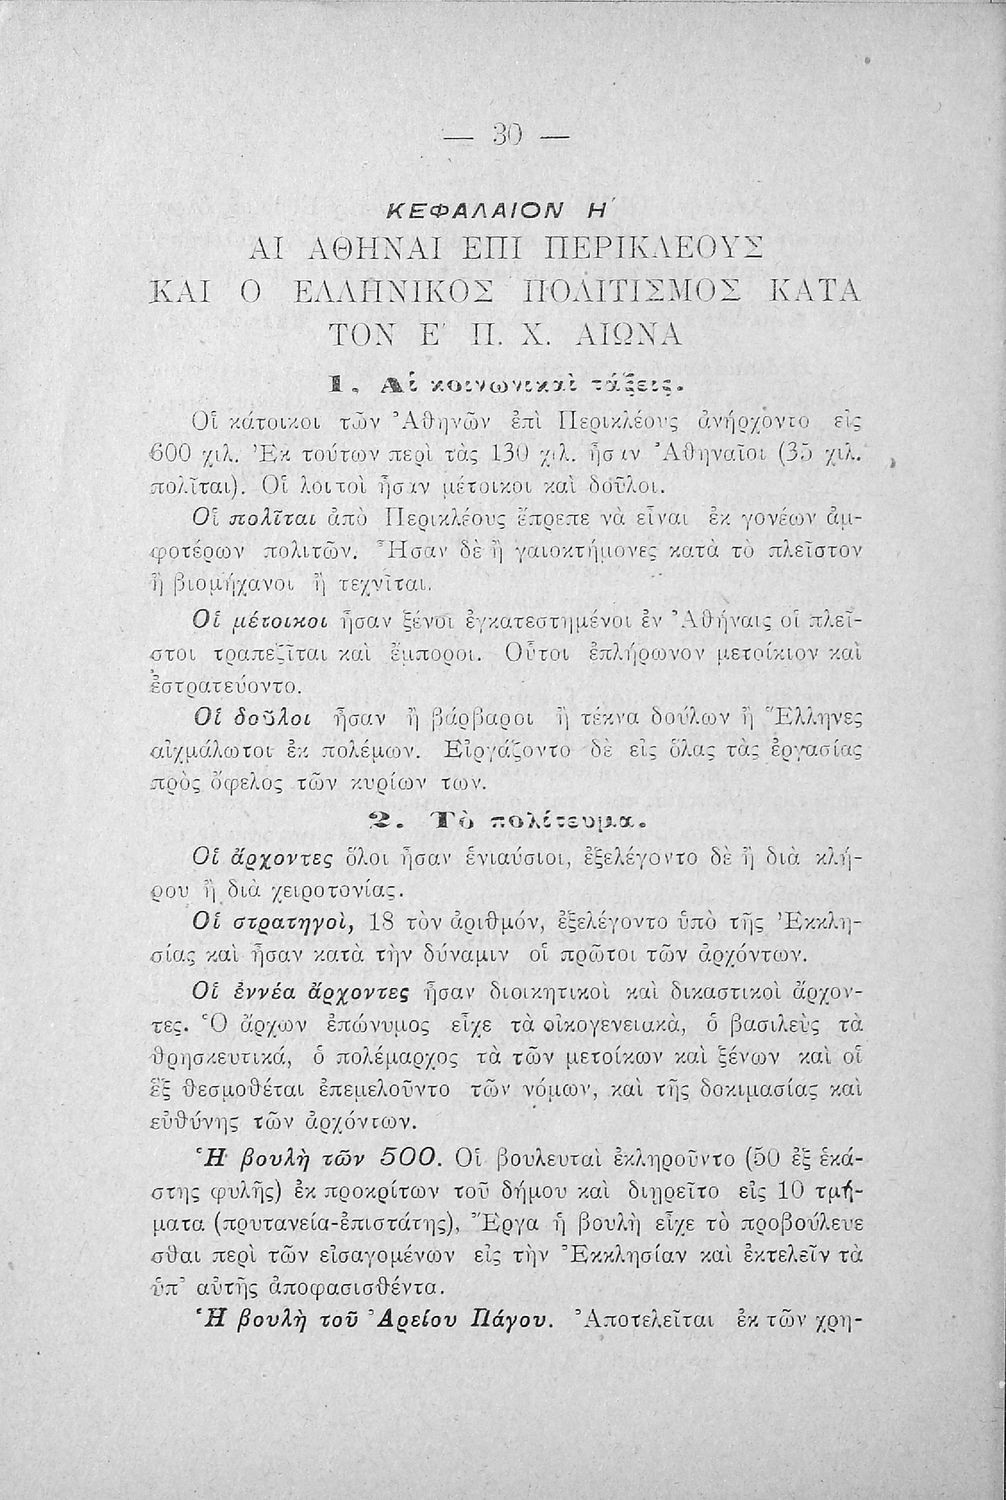 — 30 —
ΚΕΦΑΛΑΙΟΝ Η΄
ΑΙ ΑΘΗΝΑΙ ΕΠΙ ΠΕΡΙΚΛΕΟΥΣ
ΚΑΙ Ο ΕΛΛΗΝΙΚΟΣ ΠΟΛΙΤΙΣΜΟΣ ΚΑΤΑ
ΤΟΝ Ε΄ Π. Χ. ΑΙΩΝΑ
1. Αἱ κοινωνικαὶ τάξεις.
Οἱ κάτοικοι τῶν Ἀθηνῶν ἐπὶ Περικλέους ἀνήρχοντο εἰς
600 χιλ. Ἐκ τούτων περὶ τὰς 130 χιλ. ἦσαν Ἀθηναῖοι (35 χιλ.
πολῖται). Οἱ λοιποὶ ἦσαν μέτοικοι καὶ δοῦλοι.
Οἱ πολῖται ἀπὸ Περικλέους ἔπρεπε νὰ εἶναι ἐκ γονέων ἀμ-
φοτέρων πολιτῶν. Ἦσαν δὲ ἢ γαιοκτήμονες κατὰ τὸ πλεῖστον
ἢ βιομήχανοι ἢ τεχνῖται.
Οἱ μέτοικοι ἦσαν ξένοι ἐγκατεστημένοι ἐν Ἀθήναις οἱ πλεῖ-
στοι τραπεζῖται καὶ ἔμποροι. Οὗτοι ἐπλήρωνον μετοίκιον καὶ
ἐστρατεύοντο.
Οἱ δοῦλοι ἦσαν ἢ βάρβαροι ἢ τέκνα δούλων ἢ Ἕλληνες
αἰχμάλωτοι ἐκ πολέμων. Εἰργάζοντο δὲ εἰς ὅλας τὰς ἐργασίας
πρὸς ὄφελος τῶν κυρίων των.
2. Τὸ πολίτευμα.
Οἱ ἄρχοντες ὅλοι ἦσαν ἐνιαύσιοι, ἐξελέγοντο δὲ ἢ διὰ κλή-
ρου ἢ διὰ χειροτονίας.
Οἱ στρατηγοὶ, 18 τὸν ἀριθμόν, ἐξελέγοντο ὑπὸ τῆς Ἐκκλη-
σίας καὶ ἦσαν κατὰ τὴν δύναμιν οἱ πρῶτοι τῶν ἀρχόντων.
Οἱ ἐννέα ἄρχοντες ἦσαν διοικητικοὶ καὶ δικαστικοὶ ἄρχον-
τες. Ὁ ἄρχων ἐπώνυμος εἶχε τὰ οἰκογενειακά, ὁ βασιλεὺς τὰ
θρησκευτικά, ὁ πολέμαρχος τὰ τῶν μετοίκων καὶ ξένων καὶ οἱ
ἓξ θεσμοθέται ἐπεμελοῦντο τῶν νόμων, καὶ τῆς δοκιμασίας καὶ
εὐθύνης τῶν ἀρχόντων.
Ἡ βουλὴ τῶν 500. Οἱ βουλευταὶ ἐκληροῦντο (50 ἐξ ἑκά-
στης φυλῆς) ἐκ προκρίτων τοῦ δήμου καὶ διῃρεῖτο εἰς 10 τμή-
ματα (πρυτανεία-ἐπιστάτης), Ἔργα ἡ βουλὴ εἶχε τὸ προβούλευε
σθαι περὶ τῶν εἰσαγομένων εἰς τὴν Ἐκκλησίαν καὶ ἐκτελεῖν τὰ
ὑπ᾽ αὐτῆς ἀποφασισθέντα.
Ἡ βουλὴ τοῦ Ἀρείου Πάγου. Ἀποτελεῖται ἐκ τῶν χρη-